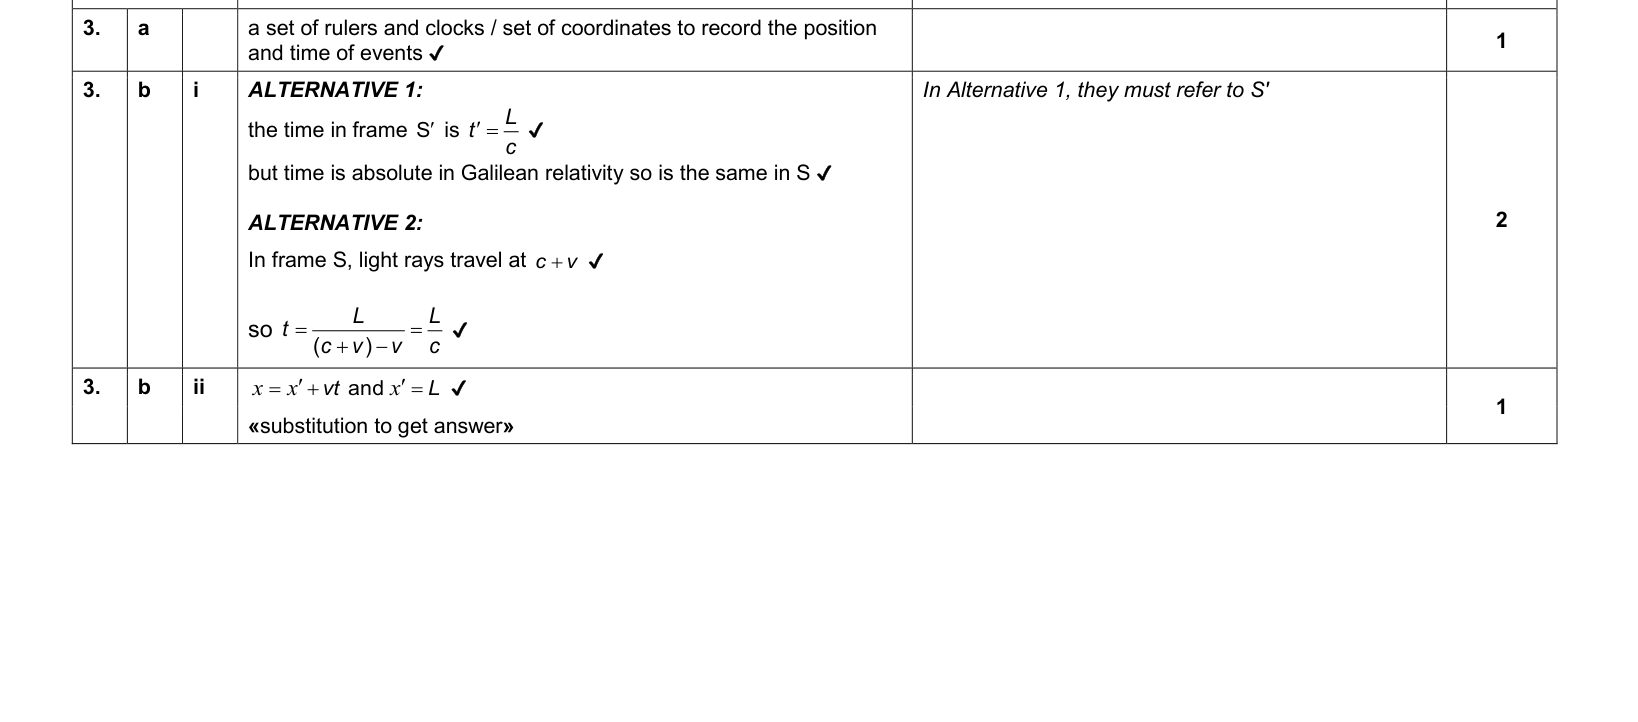 3. a a set of rulers and clocks / set of coordinates to record the position
and time of events ✓ 1
3. b i ALTERNATIVE 1: In Alternative 1, they must refer to S′
the time in frame S′ is t′ = L/c ✓
but time is absolute in Galilean relativity so is the same in S ✓
ALTERNATIVE 2: 2
In frame S, light rays travel at c + v ✓
so t = L/((c + v) − v) = L/c ✓
3. b ii x = x′ + vt and x′ = L ✓ 1
«substitution to get answer»